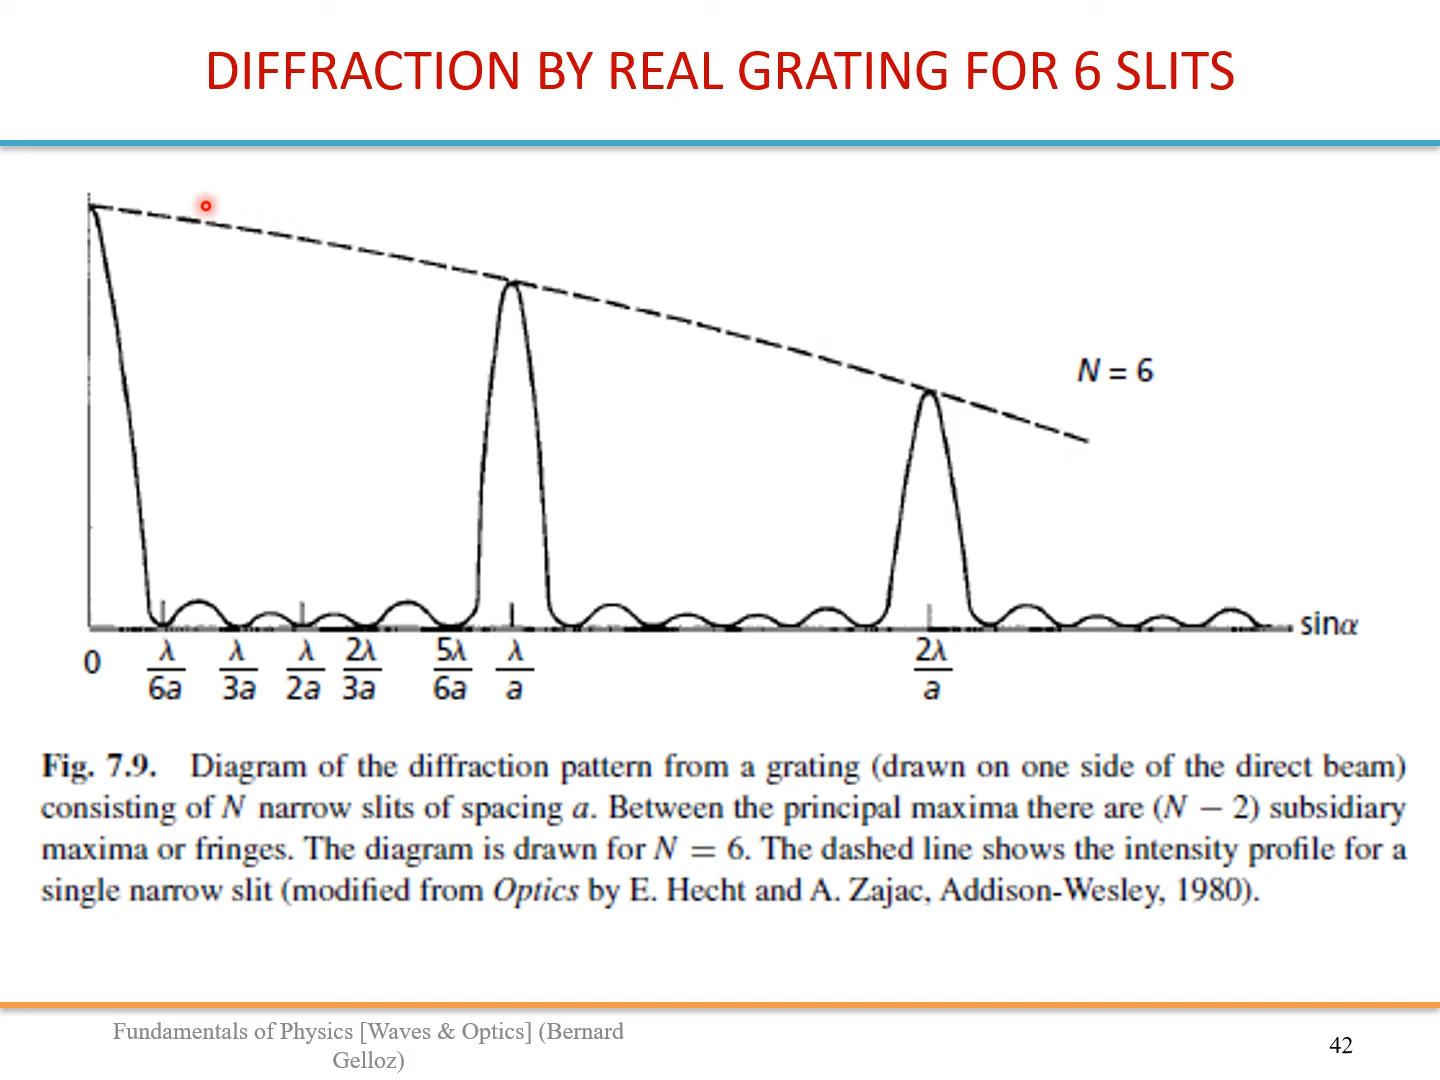 DIFFRACTION BY REAL GRATING FOR 6 SLITS
N = 6
sinα
0 λ/6a λ/3a λ/2a 2λ/3a 5λ/6a λ/a 2λ/a
Fig. 7.9. Diagram of the diffraction pattern from a grating (drawn on one side of the direct beam)
consisting of N narrow slits of spacing a. Between the principal maxima there are (N − 2) subsidiary
maxima or fringes. The diagram is drawn for N = 6. The dashed line shows the intensity profile for a
single narrow slit (modified from Optics by E. Hecht and A. Zajac, Addison-Wesley, 1980).
Fundamentals of Physics [Waves & Optics] (Bernard
Gelloz)
42